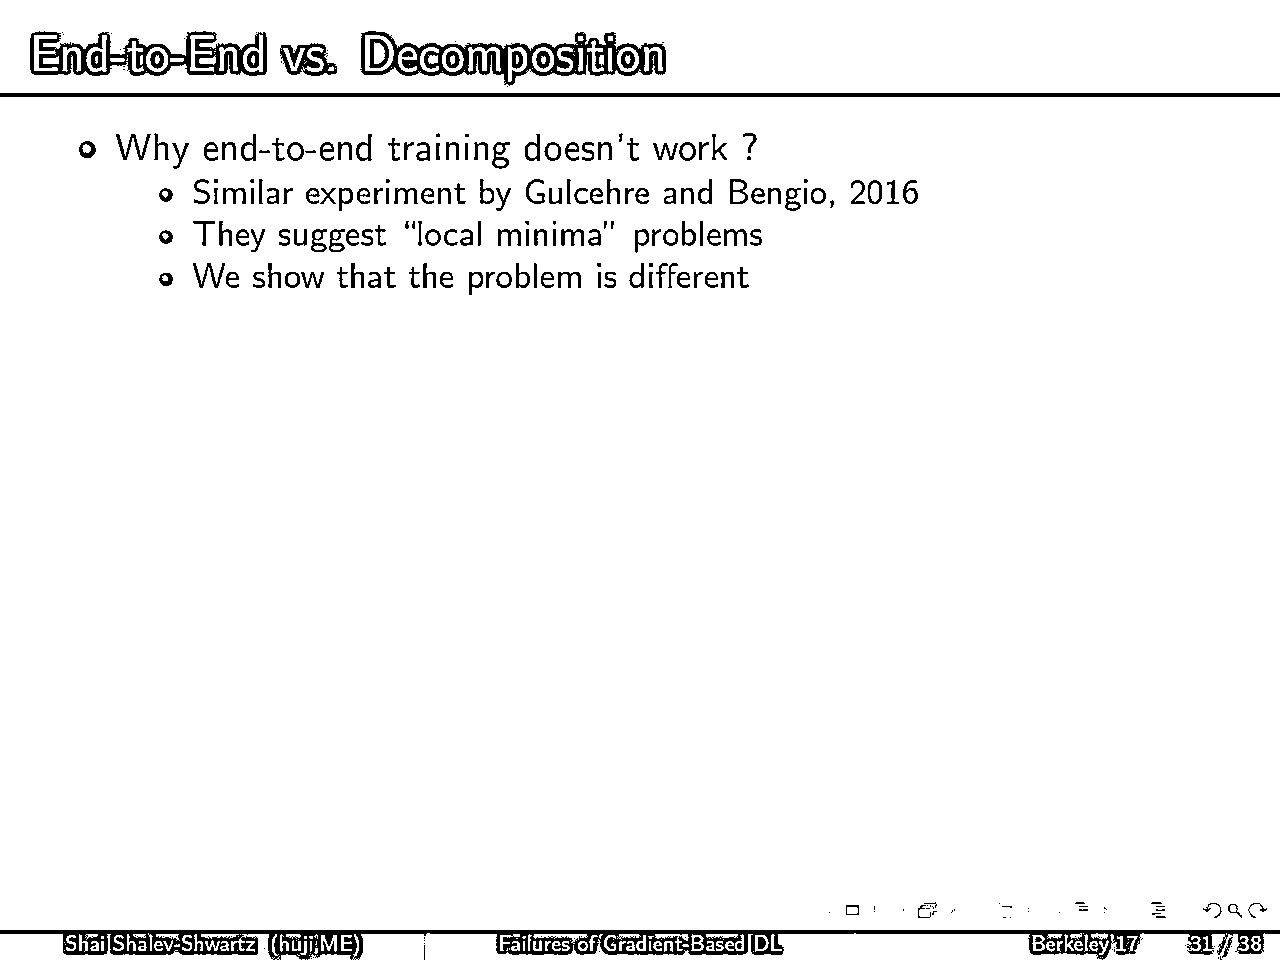 End-to-End vs. Decomposition
Why end-to-end training doesn't work ?
Similar experiment by Gulcehre and Bengio, 2016
They suggest “local minima” problems
We show that the problem is different
Shai Shalev-Shwartz (huji,ME)
Failures of Gradient-Based DL
Berkeley'17
31 / 38